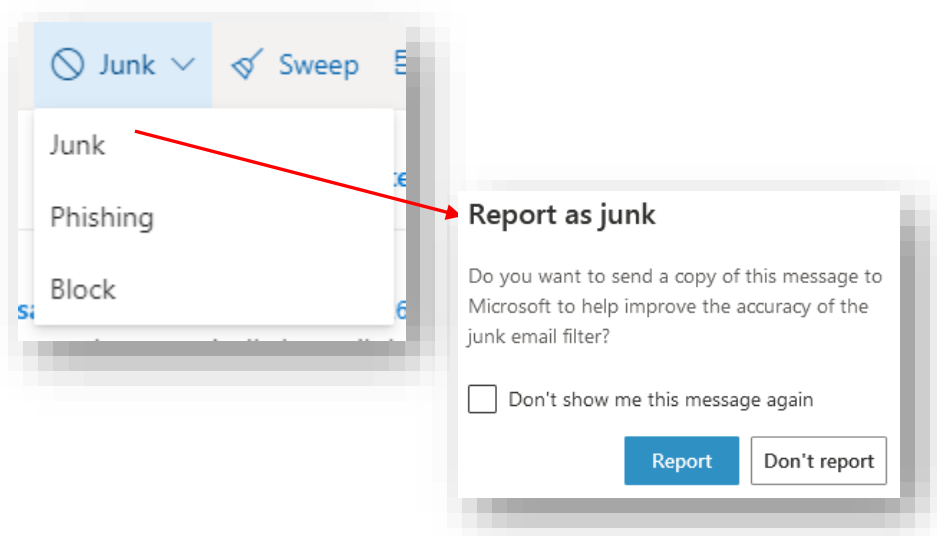 Junk Sweep
Junk
Phishing
Block
Report as junk
Do you want to send a copy of this message to
Microsoft to help improve the accuracy of the
junk email filter?
Don't show me this message again
Report Don't report